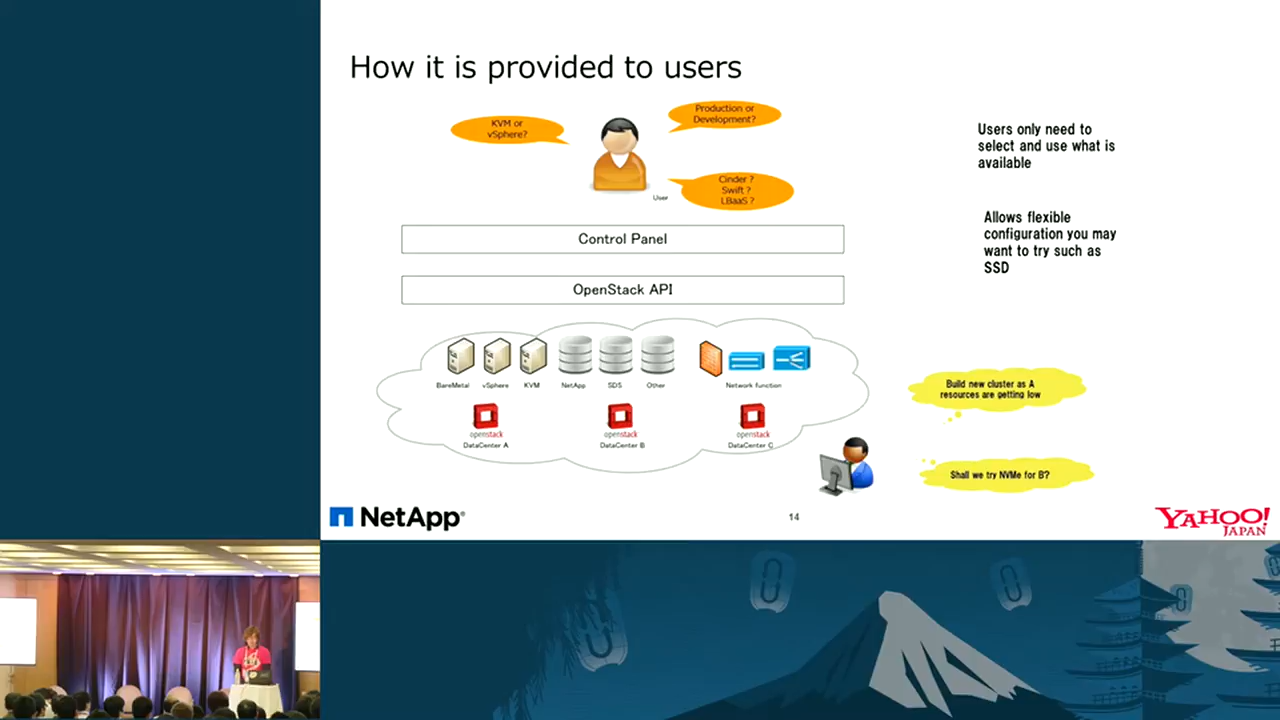 How it is provided to users
KVM or
vSphere?
Production or
Development?
Cinder ?
Swift ?
LBaaS ?
User
Users only need to
select and use what is
available
Allows flexible
configuration you may
want to try such as
SSD
Control Panel
OpenStack API
BareMetal
vSphere
KVM
NetApp
SDS
Other
Network function
openstack
openstack
openstack
DataCenter A
DataCenter B
DataCenter C
Build new cluster as A
resources are getting low
Shall we try NVMe for B?
NetApp
14
YAHOO!
JAPAN